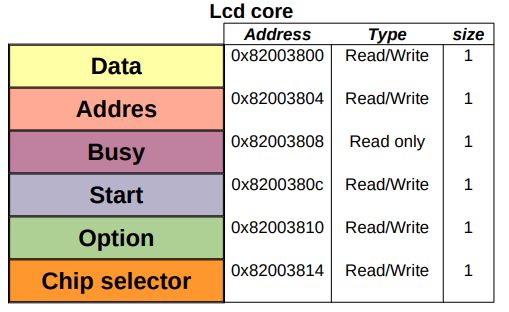 Lcd core
Address Type size
Data 0x82003800 Read/Write 1
Addres 0x82003804 Read/Write 1
Busy 0x82003808 Read only 1
Start 0x8200380c Read/Write 1
Option 0x82003810 Read/Write 1
Chip selector 0x82003814 Read/Write 1